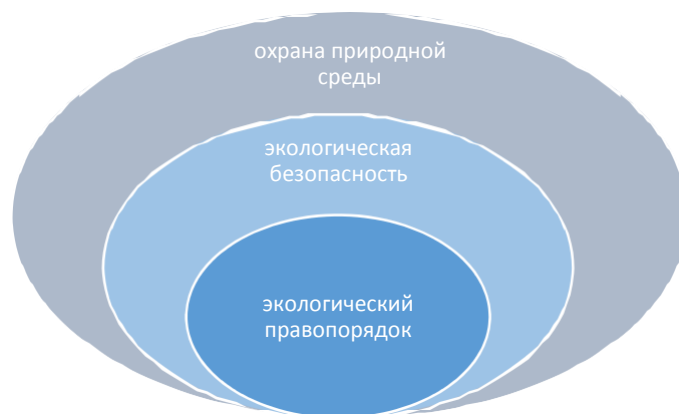 охрана природной
среды
экологическая
безопасность
экологический
правопорядок